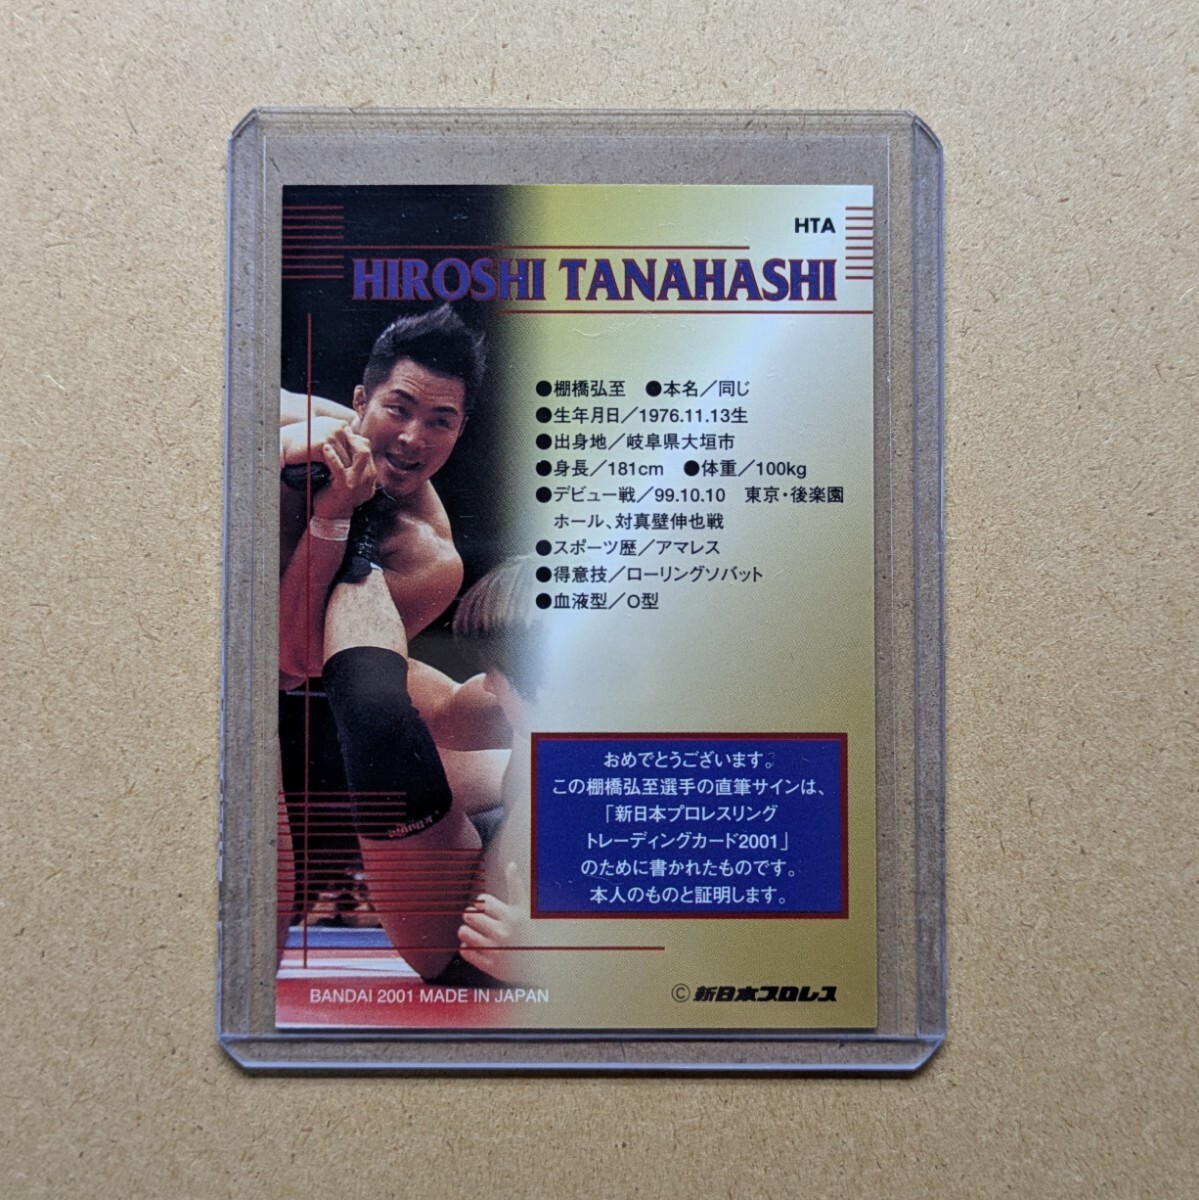 HTA
HIROSHI TANAHASHI
●棚橋弘至　●本名／同じ
●生年月日／1976.11.13生
●出身地／岐阜県大垣市
●身長／181cm　●体重／100kg
●デビュー戦／99.10.10　東京・後楽園
ホール、対真壁伸也戦
●スポーツ歴／アマレス
●得意技／ローリングソバット
●血液型／O型
おめでとうございます。
この棚橋弘至選手の直筆サインは、
「新日本プロレスリング
トレーディングカード2001」
のために書かれたものです。
本人のものと証明します。
BANDAI 2001 MADE IN JAPAN
©新日本プロレス